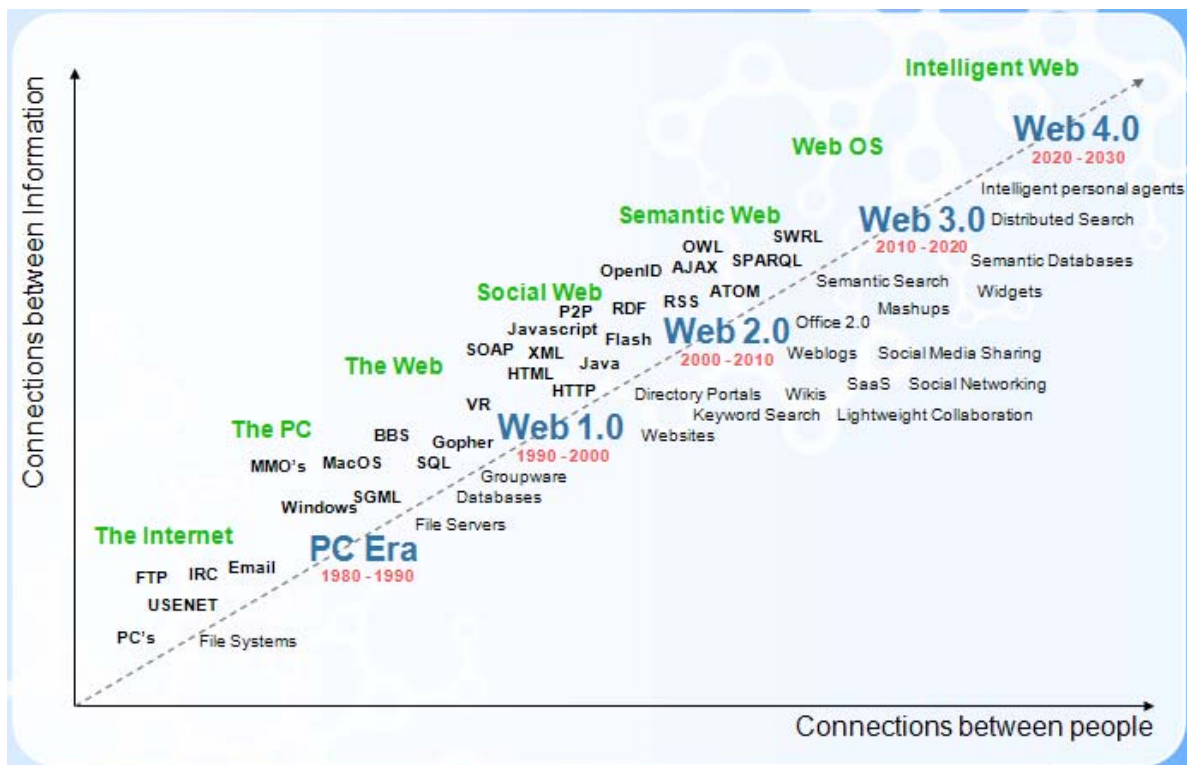 Intelligent Web
Web 4.0
2020 - 2030
Web OS
Intelligent personal agents
Semantic Web
Web 3.0
Distributed Search
2010 - 2020
SWRL
OWL
SPARQL
Semantic Databases
OpenID
AJAX
Semantic Search
Widgets
Social Web
ATOM
RSS
RDF
P2P
Mashups
Javascript
Web 2.0
Office 2.0
Flash
SOAP
XML
2000 - 2010
Weblogs
Social Media Sharing
The Web
Java
HTML
HTTP
Directory Portals
Wikis
SaaS
Social Networking
VR
Keyword Search
Lightweight Collaboration
The PC
BBS
Web 1.0
Websites
Gopher
1990 - 2000
MMO's
MacOS
SQL
Groupware
Windows
SGML
Databases
File Servers
The Internet
PC Era
1980 - 1990
FTP
IRC
Email
USENET
PC's
File Systems
Connections between Information
Connections between people